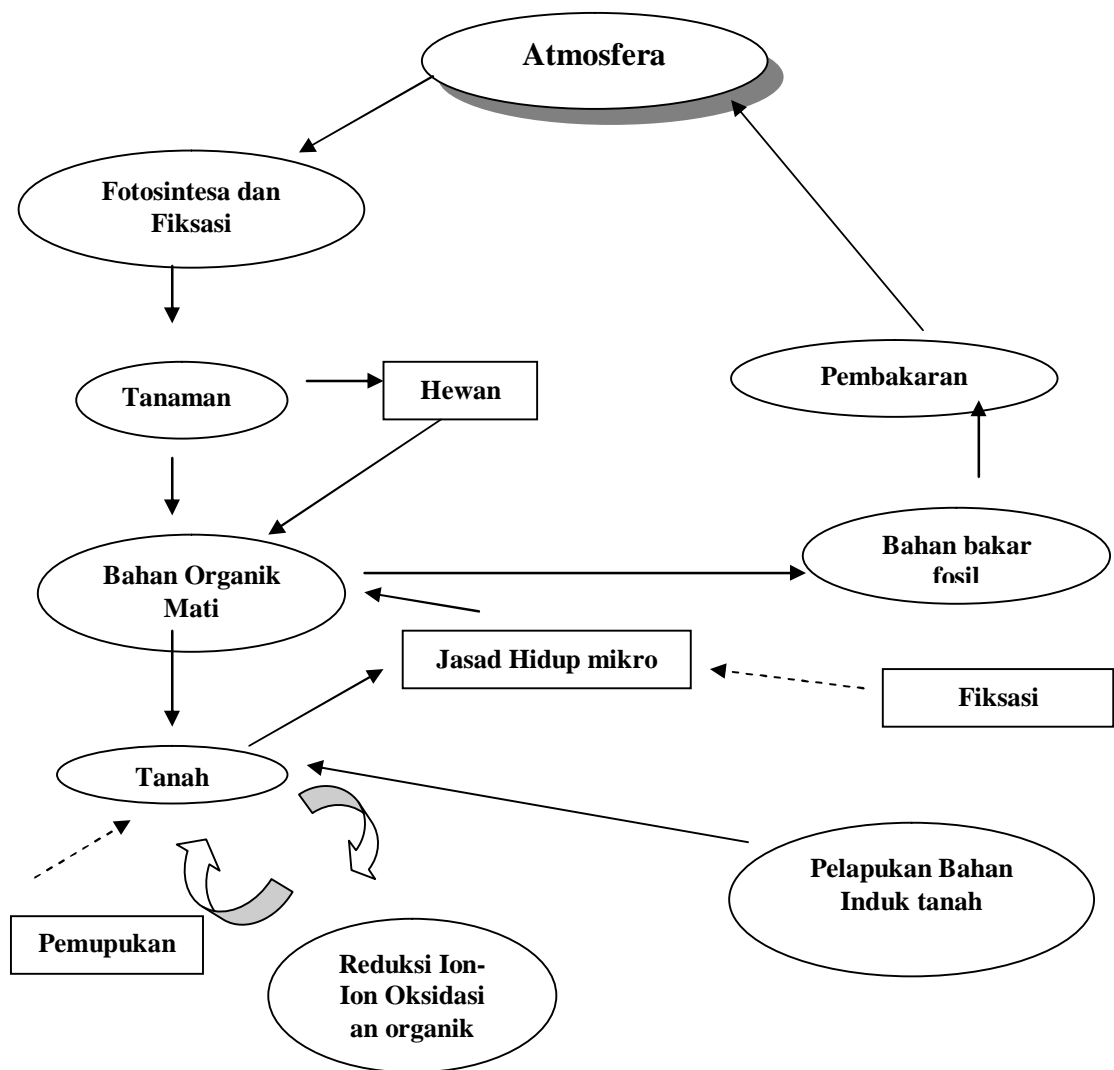 Atmosfera
Fotosintesa dan
Fiksasi
Tanaman
Hewan
Pembakaran
Bahan Organik
Mati
Bahan bakar
fosil
Jasad Hidup mikro
Fiksasi
Tanah
Pelapukan Bahan
Induk tanah
Pemupukan
Reduksi Ion-
Ion Oksidasi
an organik